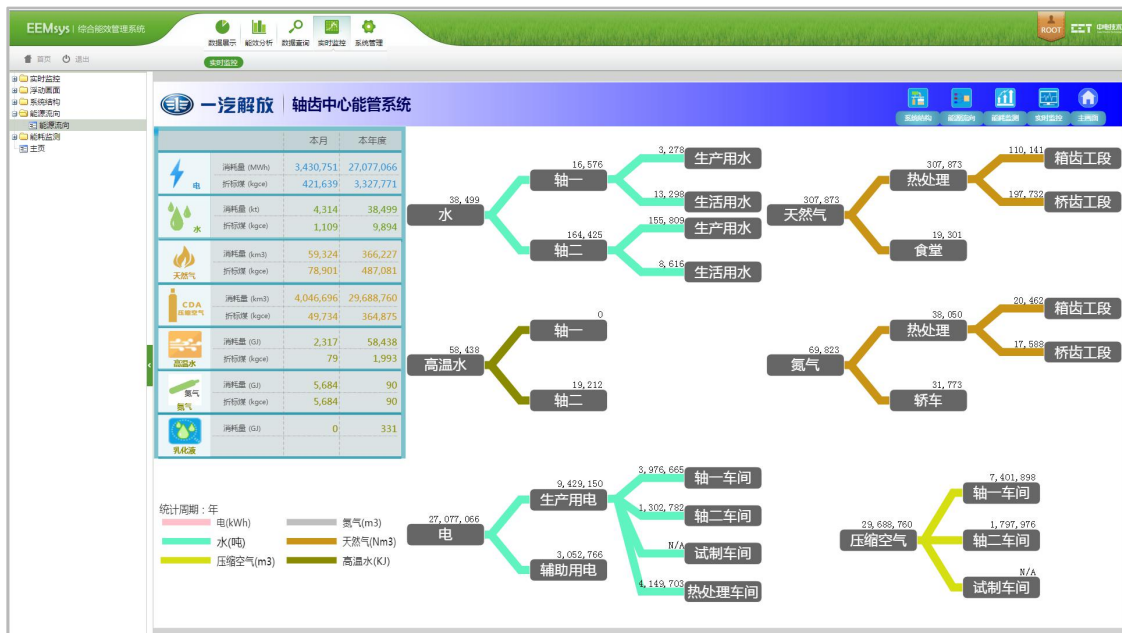 EEMsys 综合能效管理系统
数据展示 能效分析 数据查询 实时监控 系统管理
ROOT CET
首页 退出
实时监控
实时监控
浮动画面
系统结构
能源流向
能源流向
能耗监测
主页
一汽解放 轴齿中心能管系统
系统结构 能源流向 能耗监测 实时监控 主画面
本月 本年度
电 消耗量 (MWh) 3,430,751 27,077,066
折标煤 (kgce) 421,639 3,327,771
水 消耗量 (kt) 4,314 38,499
折标煤 (kgce) 1,109 9,894
天然气 消耗量 (km3) 59,324 366,227
折标煤 (kgce) 78,901 487,081
CDA 压缩空气 消耗量 (km3) 4,046,696 29,688,760
折标煤 (kgce) 49,734 364,875
高温水 消耗量 (GJ) 2,317 58,438
折标煤 (kgce) 79 1,993
氮气 氮气 消耗量 (GJ) 5,684 90
折标煤 (kgce) 5,684 90
乳化液 消耗量 (GJ) 0 331
38,499
水
16,576
轴一
3,278
生产用水
13,298
生活用水
164,425
轴二
155,809
生产用水
8,616
生活用水
307,873
天然气
307,873
热处理
110,141
箱齿工段
197,732
桥齿工段
19,301
食堂
58,438
高温水
0
轴一
19,212
轴二
69,823
氮气
38,050
热处理
20,462
箱齿工段
17,588
桥齿工段
31,773
轿车
统计周期：年
电(kWh) 氮气(m3)
水(吨) 天然气(Nm3)
压缩空气(m3) 高温水(KJ)
27,077,066
电
9,429,150
生产用电
3,976,665
轴一车间
1,302,782
轴二车间
N/A
试制车间
4,149,703
热处理车间
3,052,766
辅助用电
29,688,760
压缩空气
7,401,898
轴一车间
1,797,976
轴二车间
N/A
试制车间